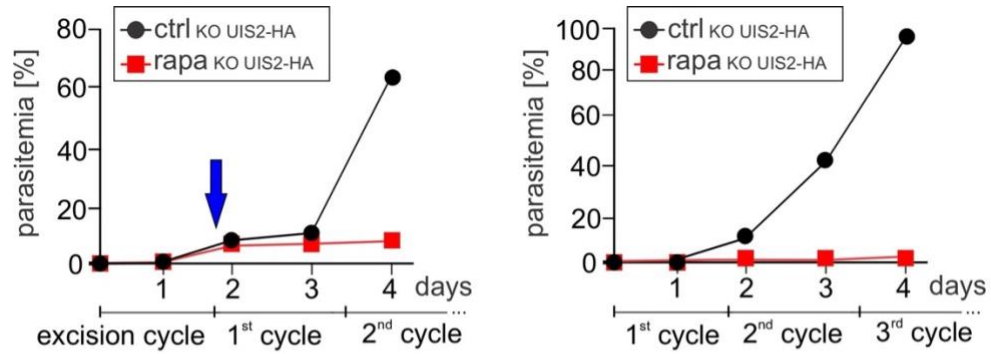 parasitemia [%]
80
60
40
20
0
ctrl KO UIS2-HA
rapa KO UIS2-HA
1 2 3 4 days
excision cycle 1st cycle 2nd cycle ...
parasitemia [%]
100
80
60
40
20
0
ctrl KO UIS2-HA
rapa KO UIS2-HA
1 2 3 4 days
1st cycle 2nd cycle 3rd cycle ...